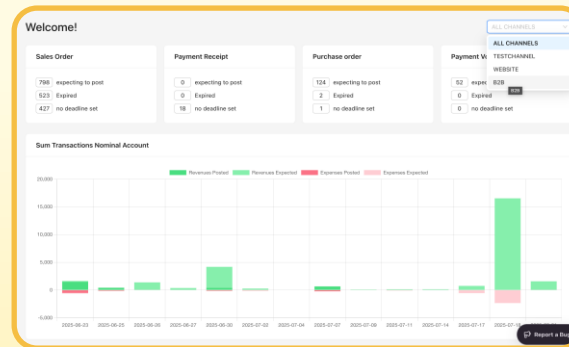 Welcome!
ALL CHANNELS
ALL CHANNELS
TESTCHANNEL
WEBSITE
B2B
B2B
Sales Order
786 expecting to post
523 Expired
427 no deadline set
Payment Receipt
0 expecting to post
0 Expired
18 no deadline set
Purchase order
124 expecting to post
2 Expired
1 no deadline set
Payment
52
0 Expired
0 no deadline set
Sum Transactions Nominal Account
Revenues Posted Revenues Expected Expenses Posted Expenses Expected
20,000
15,000
10,000
5,000
0
-5,000
2025-06-23 2025-06-25 2025-06-26 2025-06-27 2025-06-30 2025-07-02 2025-07-04 2025-07-07 2025-07-09 2025-07-11 2025-07-14 2025-07-17
Report a Bug